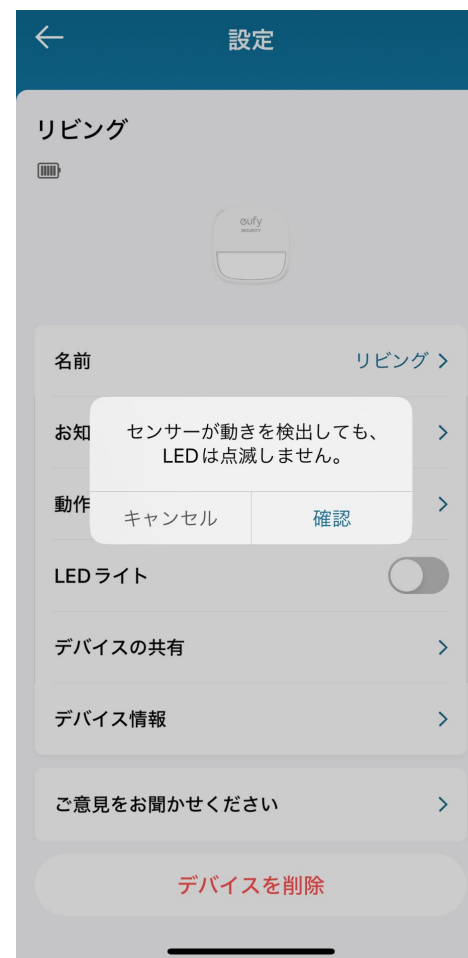 設定
リビング
eufy
SECURITY
名前
リビング
お知
センサーが動きを検出しても、
LEDは点滅しません。
動作
キャンセル
確認
LEDライト
デバイスの共有
デバイス情報
ご意見をお聞かせください
デバイスを削除